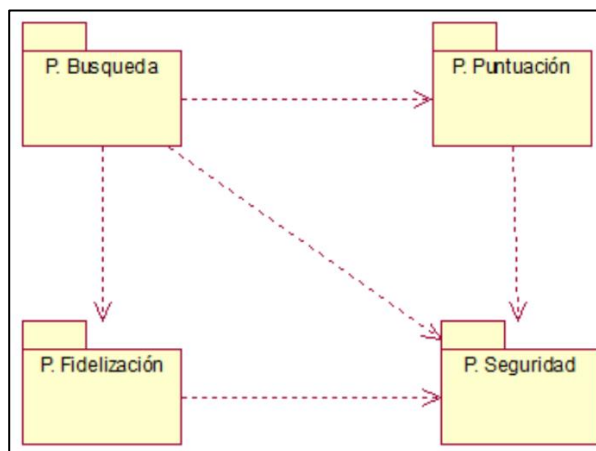 P. Busqueda
P. Puntuación
P. Fidelización
P. Seguridad